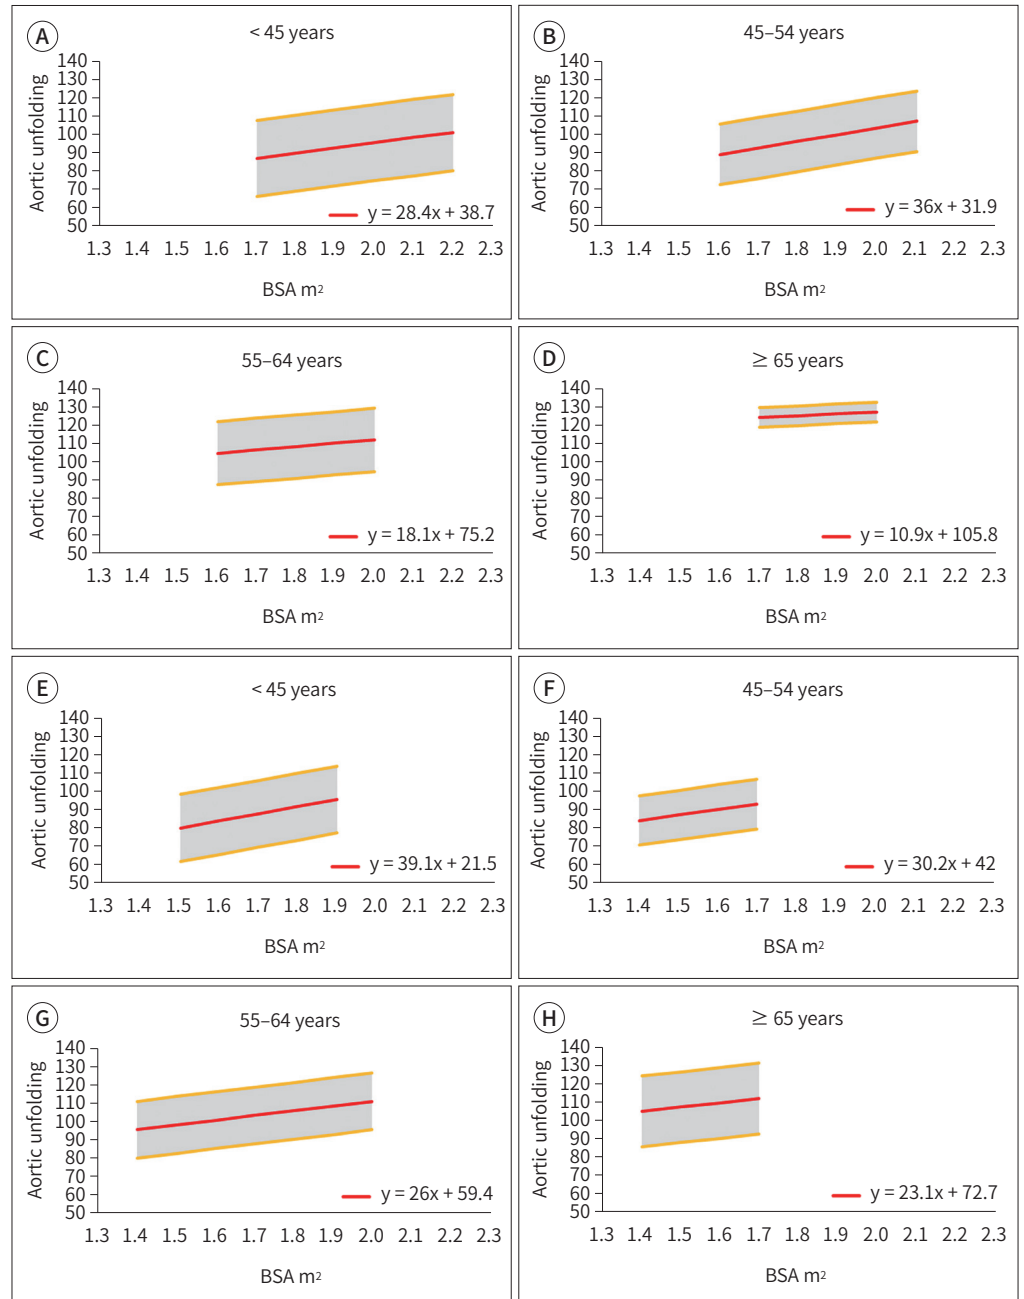 A
< 45 years
Aortic unfolding
140
130
120
110
100
90
80
70
60
50
y = 28.4x + 38.7
1.3 1.4 1.5 1.6 1.7 1.8 1.9 2.0 2.1 2.2 2.3
BSA m²
B
45–54 years
Aortic unfolding
140
130
120
110
100
90
80
70
60
50
y = 36x + 31.9
1.3 1.4 1.5 1.6 1.7 1.8 1.9 2.0 2.1 2.2 2.3
BSA m²
C
55–64 years
Aortic unfolding
140
130
120
110
100
90
80
70
60
50
y = 18.1x + 75.2
1.3 1.4 1.5 1.6 1.7 1.8 1.9 2.0 2.1 2.2 2.3
BSA m²
D
≥ 65 years
Aortic unfolding
140
130
120
110
100
90
80
70
60
50
y = 10.9x + 105.8
1.3 1.4 1.5 1.6 1.7 1.8 1.9 2.0 2.1 2.2 2.3
BSA m²
E
< 45 years
Aortic unfolding
140
130
120
110
100
90
80
70
60
50
y = 39.1x + 21.5
1.3 1.4 1.5 1.6 1.7 1.8 1.9 2.0 2.1 2.2 2.3
BSA m²
F
45–54 years
Aortic unfolding
140
130
120
110
100
90
80
70
60
50
y = 30.2x + 42
1.3 1.4 1.5 1.6 1.7 1.8 1.9 2.0 2.1 2.2 2.3
BSA m²
G
55–64 years
Aortic unfolding
140
130
120
110
100
90
80
70
60
50
y = 26x + 59.4
1.3 1.4 1.5 1.6 1.7 1.8 1.9 2.0 2.1 2.2 2.3
BSA m²
H
≥ 65 years
Aortic unfolding
140
130
120
110
100
90
80
70
60
50
y = 23.1x + 72.7
1.3 1.4 1.5 1.6 1.7 1.8 1.9 2.0 2.1 2.2 2.3
BSA m²